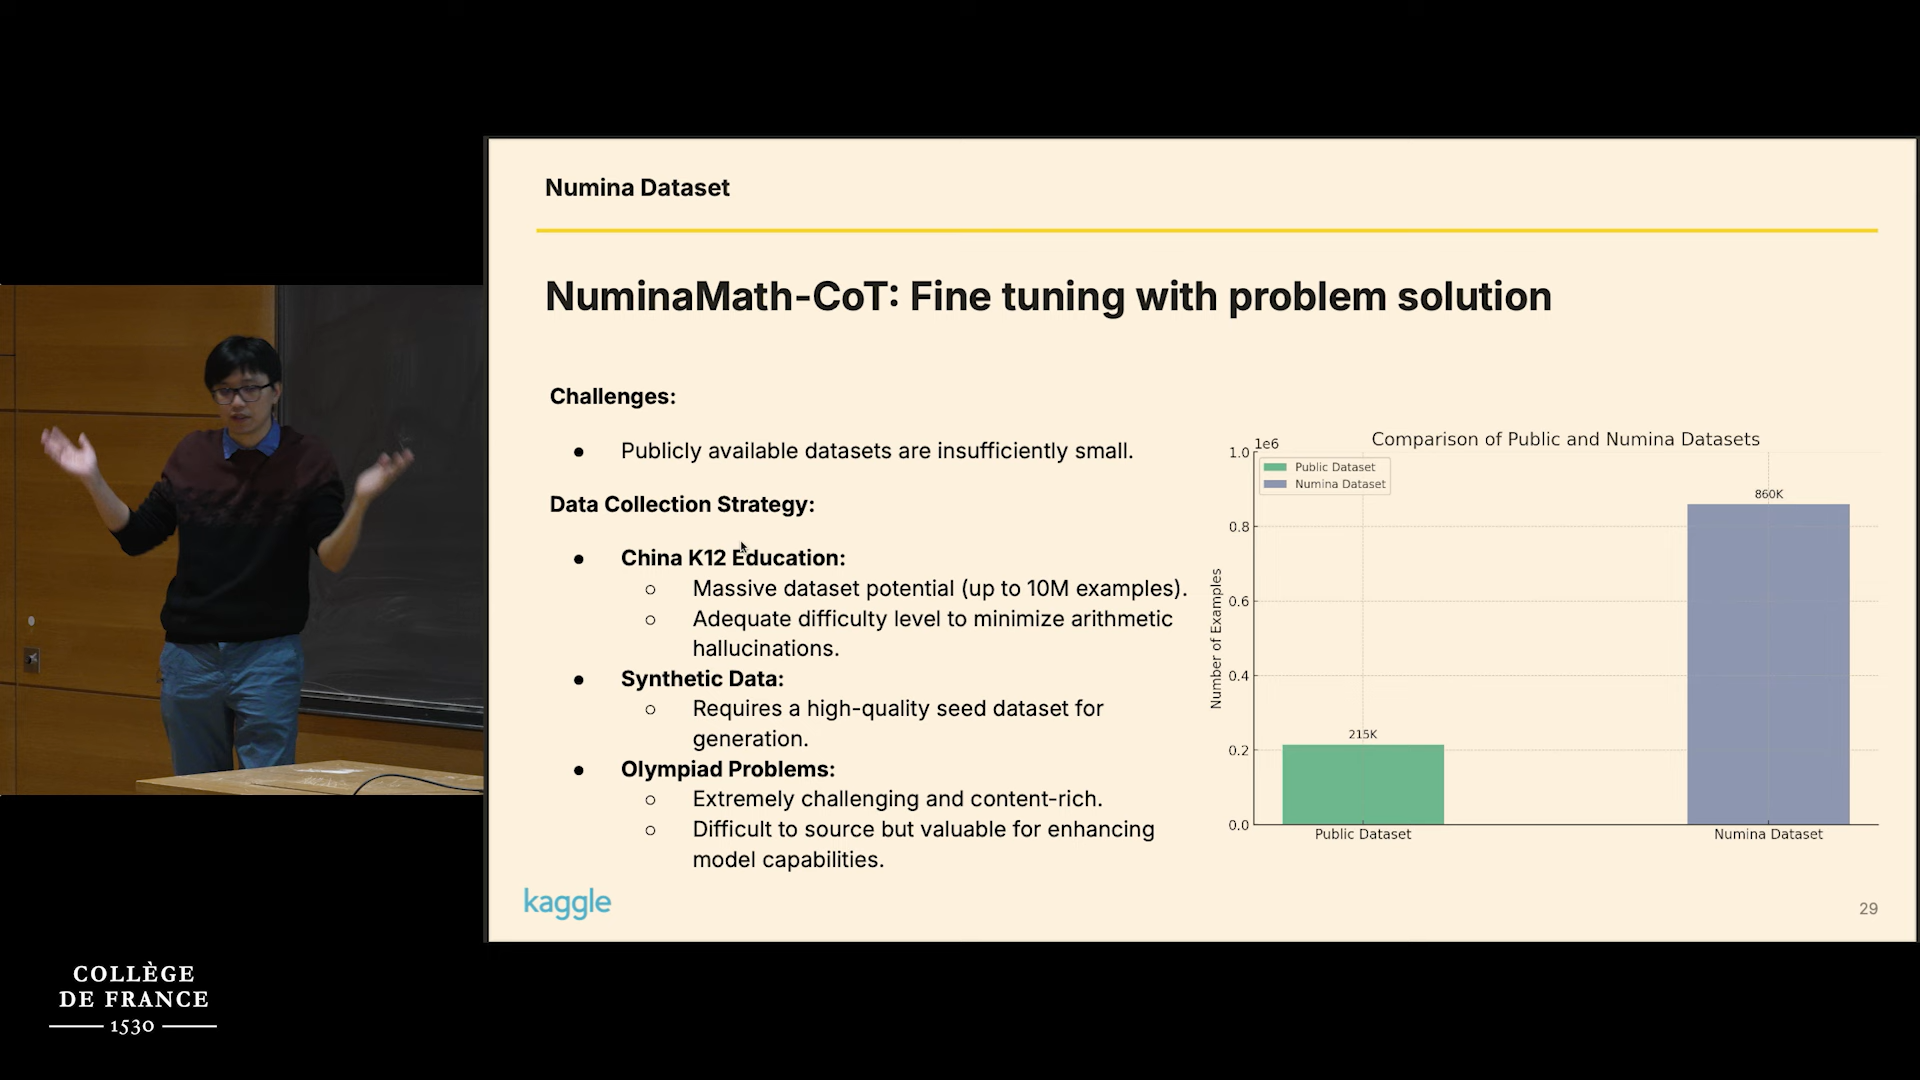 Numina Dataset
NuminaMath-CoT: Fine tuning with problem solution
Challenges:
● Publicly available datasets are insufficiently small.
Data Collection Strategy:
● China K12 Education:
○ Massive dataset potential (up to 10M examples).
○ Adequate difficulty level to minimize arithmetic
hallucinations.
● Synthetic Data:
○ Requires a high-quality seed dataset for
generation.
● Olympiad Problems:
○ Extremely challenging and content-rich.
○ Difficult to source but valuable for enhancing
model capabilities.
Comparison of Public and Numina Datasets
1e6
1.0
0.8
0.6
0.4
0.2
0.0
Number of Examples
Public Dataset
Numina Dataset
215K
860K
Public Dataset
Numina Dataset
kaggle
29
COLLÈGE
DE FRANCE
1530